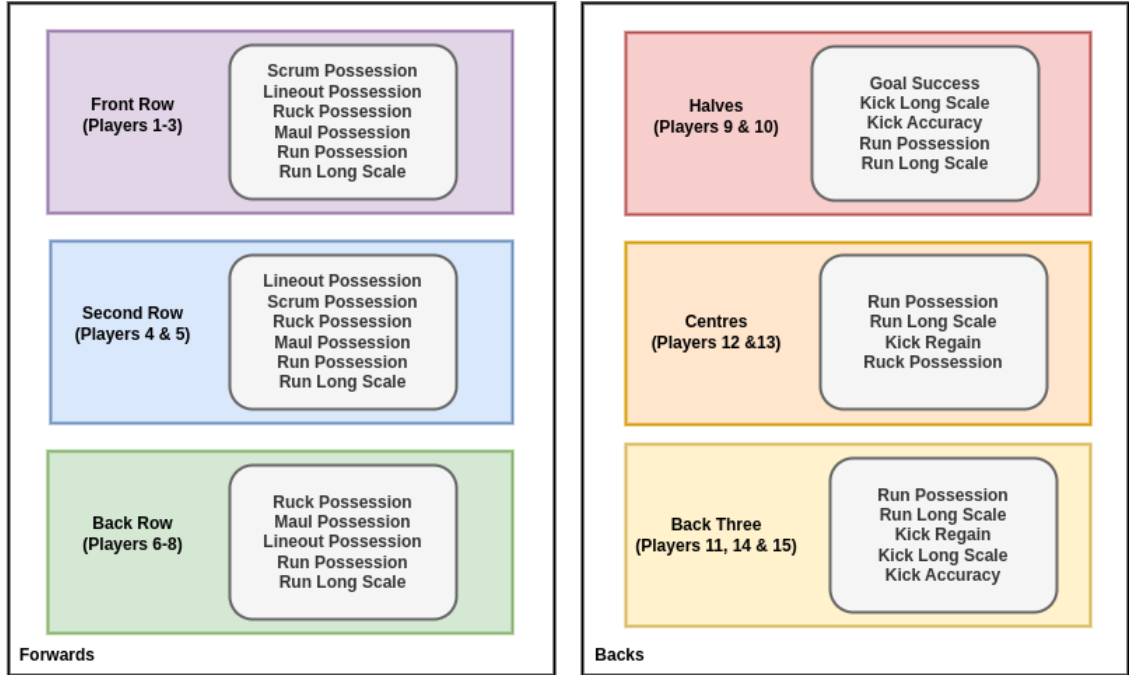 Front Row
(Players 1-3)
Scrum Possession
Lineout Possession
Ruck Possession
Maul Possession
Run Possession
Run Long Scale
Second Row
(Players 4 & 5)
Lineout Possession
Scrum Possession
Ruck Possession
Maul Possession
Run Possession
Run Long Scale
Back Row
(Players 6-8)
Ruck Possession
Maul Possession
Lineout Possession
Run Possession
Run Long Scale
Forwards
Halves
(Players 9 & 10)
Goal Success
Kick Long Scale
Kick Accuracy
Run Possession
Run Long Scale
Centres
(Players 12 &13)
Run Possession
Run Long Scale
Kick Regain
Ruck Possession
Back Three
(Players 11, 14 & 15)
Run Possession
Run Long Scale
Kick Regain
Kick Long Scale
Kick Accuracy
Backs